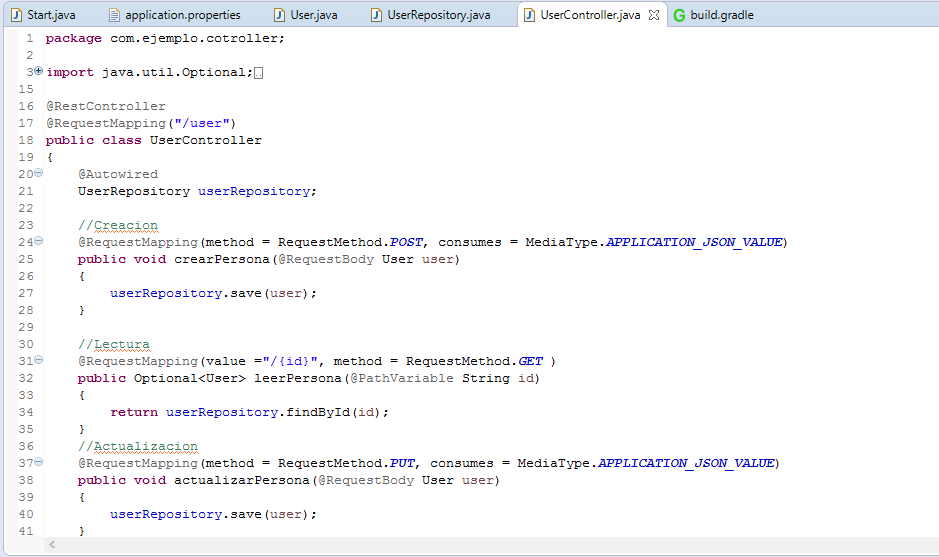 Start.java application.properties User.java UserRepository.java UserController.java build.gradle
1 package com.ejemplo.cotroller;
2
3 import java.util.Optional;
15
16 @RestController
17 @RequestMapping("/user")
18 public class UserController
19 {
20 @Autowired
21 UserRepository userRepository;
22
23 //Creacion
24 @RequestMapping(method = RequestMethod.POST, consumes = MediaType.APPLICATION_JSON_VALUE)
25 public void crearPersona(@RequestBody User user)
26 {
27 userRepository.save(user);
28 }
29
30 //Lectura
31 @RequestMapping(value ="/{id}", method = RequestMethod.GET )
32 public Optional<User> leerPersona(@PathVariable String id)
33 {
34 return userRepository.findById(id);
35 }
36 //Actualizacion
37 @RequestMapping(method = RequestMethod.PUT, consumes = MediaType.APPLICATION_JSON_VALUE)
38 public void actualizarPersona(@RequestBody User user)
39 {
40 userRepository.save(user);
41 }